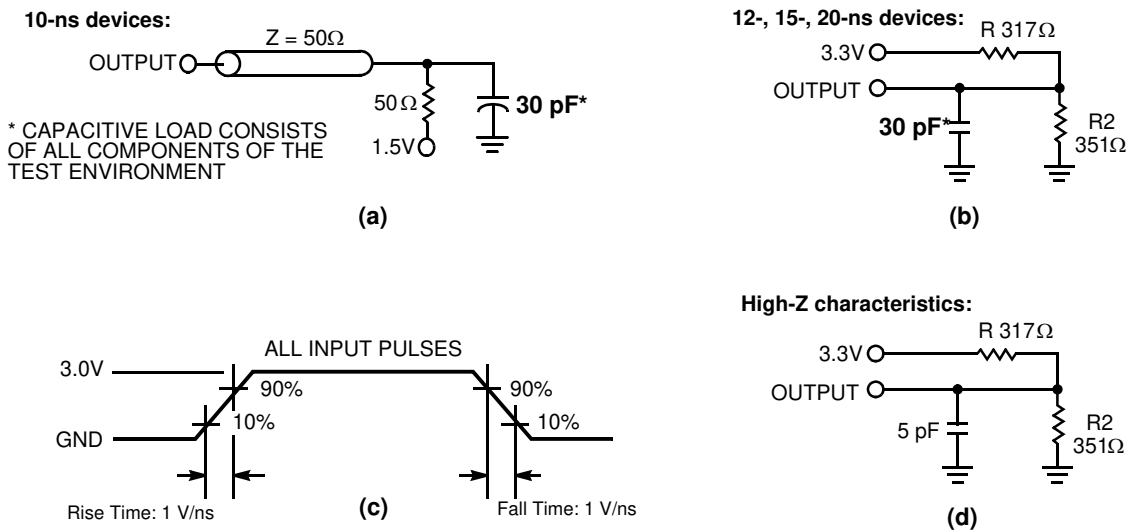 10-ns devices:
Z = 50Ω
OUTPUT
50 Ω
30 pF*
1.5V
* CAPACITIVE LOAD CONSISTS
OF ALL COMPONENTS OF THE
TEST ENVIRONMENT
(a)
12-, 15-, 20-ns devices:
R 317Ω
3.3V
OUTPUT
30 pF*
R2
351Ω
(b)
ALL INPUT PULSES
3.0V
90%
90%
10%
10%
GND
Rise Time: 1 V/ns
(c)
Fall Time: 1 V/ns
High-Z characteristics:
R 317Ω
3.3V
OUTPUT
5 pF
R2
351Ω
(d)